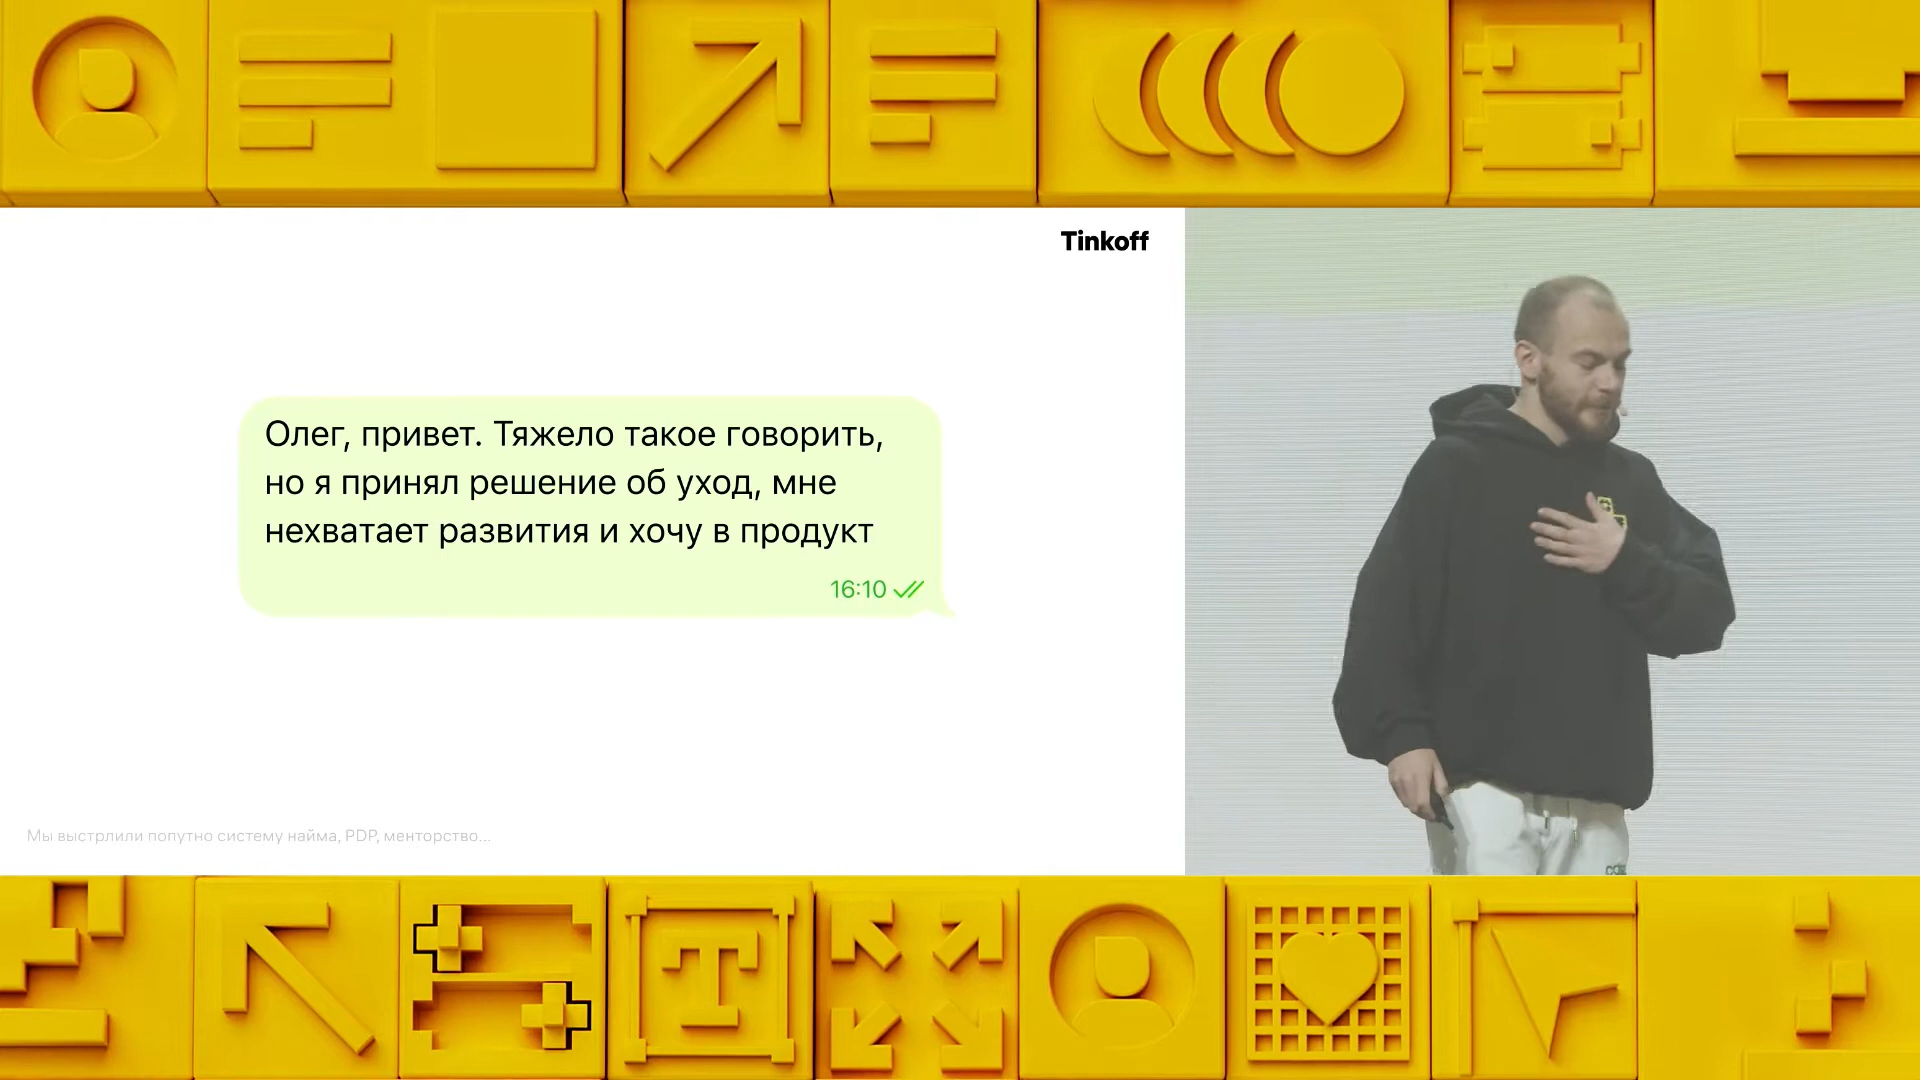 Tinkoff
Олег, привет. Тяжело такое говорить,
но я принял решение об уход, мне
нехватает развития и хочу в продукт
16:10
Мы выстрлили попутно систему найма, PDP, менторство...